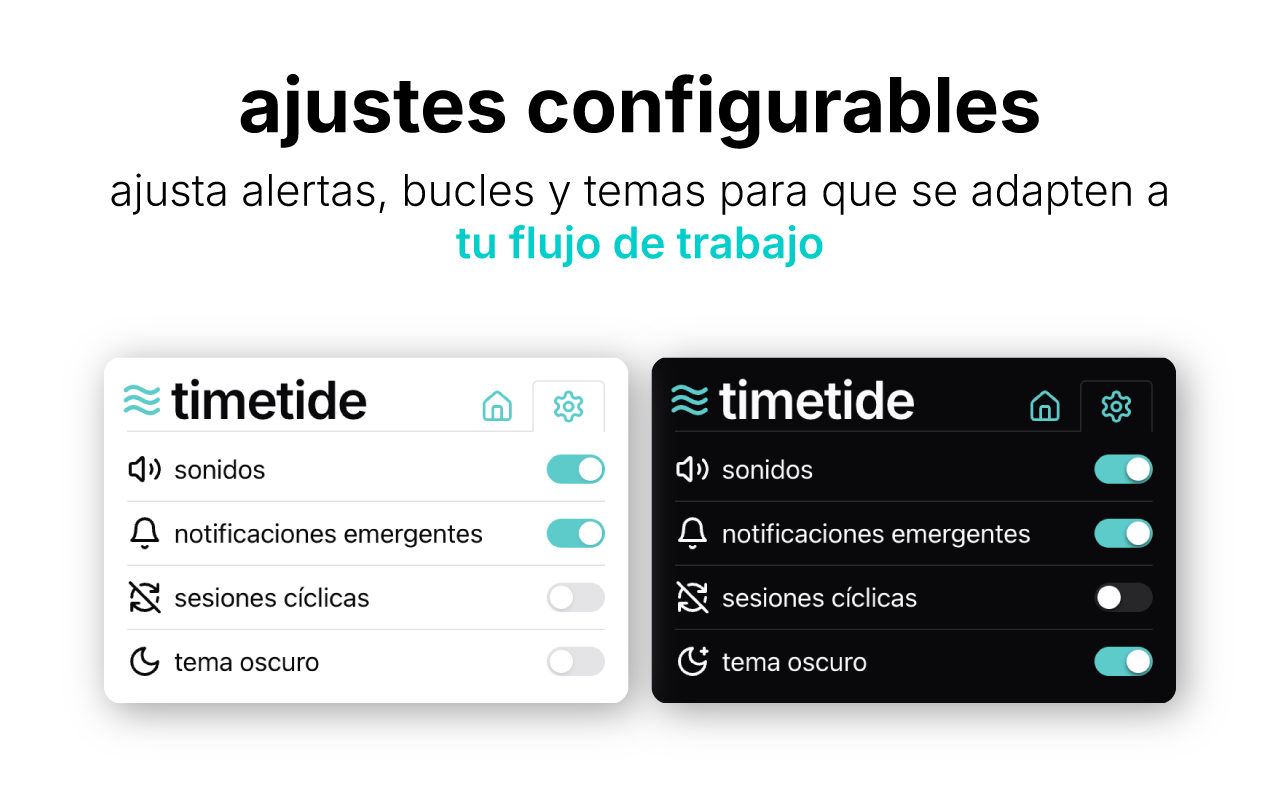 ajustes configurables
ajusta alertas, bucles y temas para que se adapten a
tu flujo de trabajo
timetide
sonidos
notificaciones emergentes
sesiones cíclicas
tema oscuro
timetide
sonidos
notificaciones emergentes
sesiones cíclicas
tema oscuro